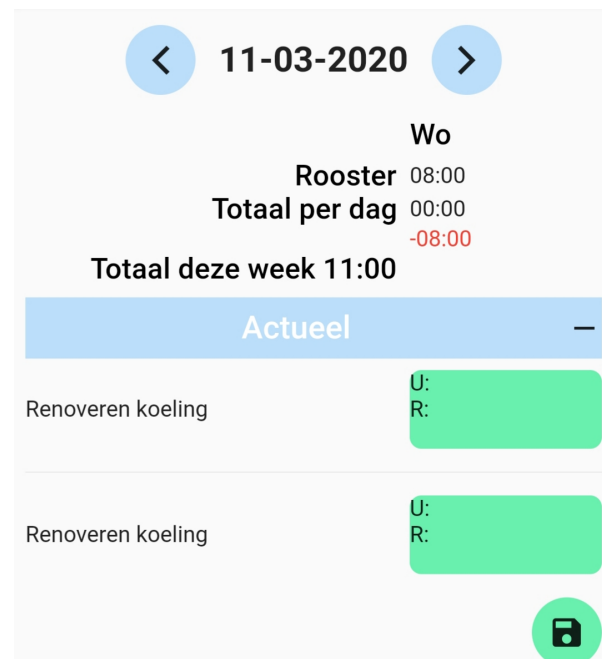 11-03-2020
Wo
Rooster 08:00
Totaal per dag 00:00
-08:00
Totaal deze week 11:00
Actueel
Renoveren koeling
U:
R:
Renoveren koeling
U:
R: